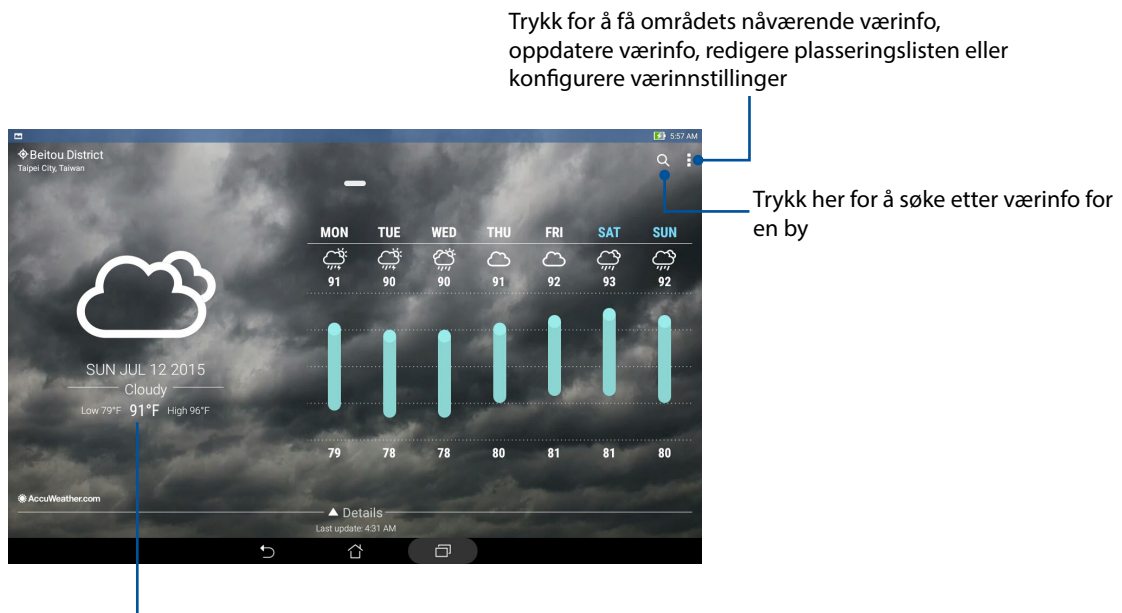 Trykk for å få områdets nåværende værinfo,
oppdatere værinfo, redigere plasseringslisten eller
konfigurere værinnstillinger
5:57 AM
Beitou District
Taipei City, Taiwan
Trykk her for å søke etter værinfo for
en by
MON TUE WED THU FRI SAT SUN
91 90 90 91 92 93 92
SUN JUL 12 2015
Cloudy
Low 79°F 91°F High 96°F
79 78 78 80 81 81 80
AccuWeather.com
Details
Last update: 4:31 AM